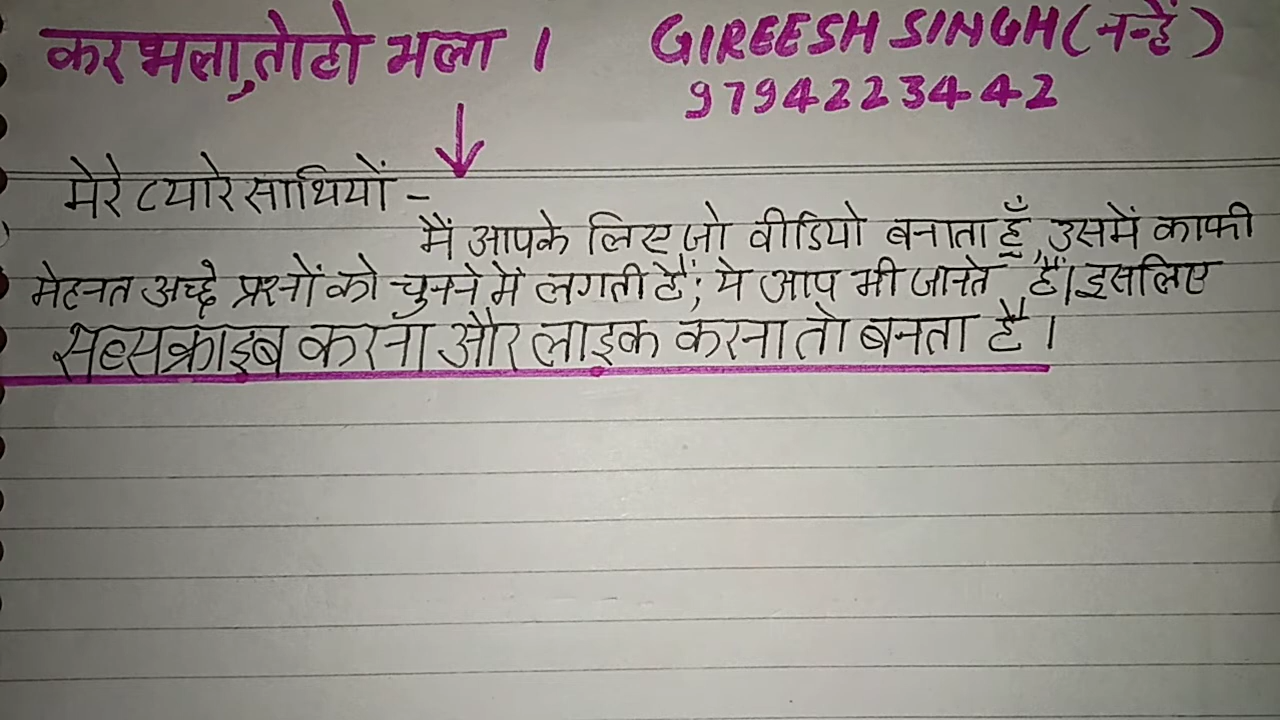 कर भला, तो हो भला । GIREESH SINGH (नन्हें)
9794223442
मेरे प्यारे साथियों -
मैं आपके लिए जो वीडियो बनाता हूँ, उसमें काफी
मेहनत अच्छे प्रश्नों को चुनने में लगती है; ये आप भी जानते हैं। इसलिए
सब्सक्राइब करना और लाइक करना तो बनता है ।